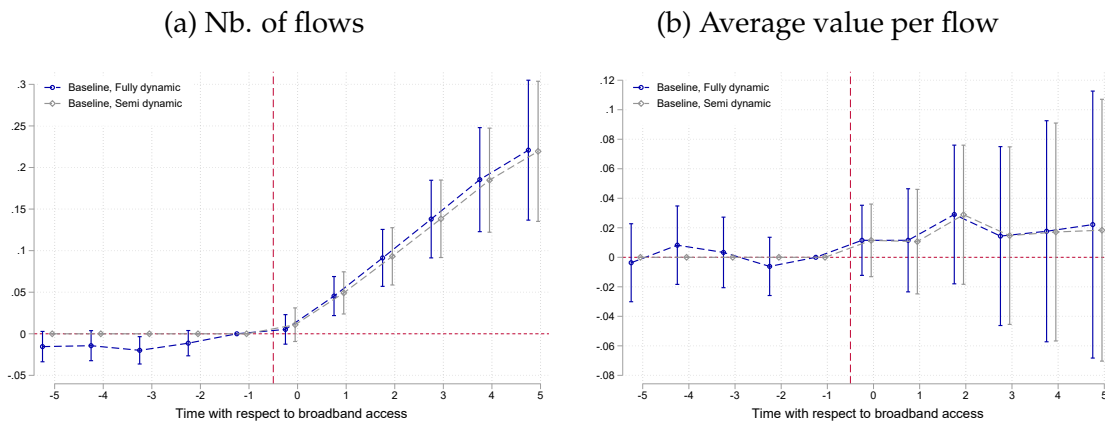 (a) Nb. of flows
Baseline, Fully dynamic
Baseline, Semi dynamic
.3
.25
.2
.15
.1
.05
0
-.05
-5 -4 -3 -2 -1 0 1 2 3 4 5
Time with respect to broadband access
(b) Average value per flow
Baseline, Fully dynamic
Baseline, Semi dynamic
.12
.1
.08
.06
.04
.02
0
-.02
-.04
-.06
-.08
-5 -4 -3 -2 -1 0 1 2 3 4 5
Time with respect to broadband access